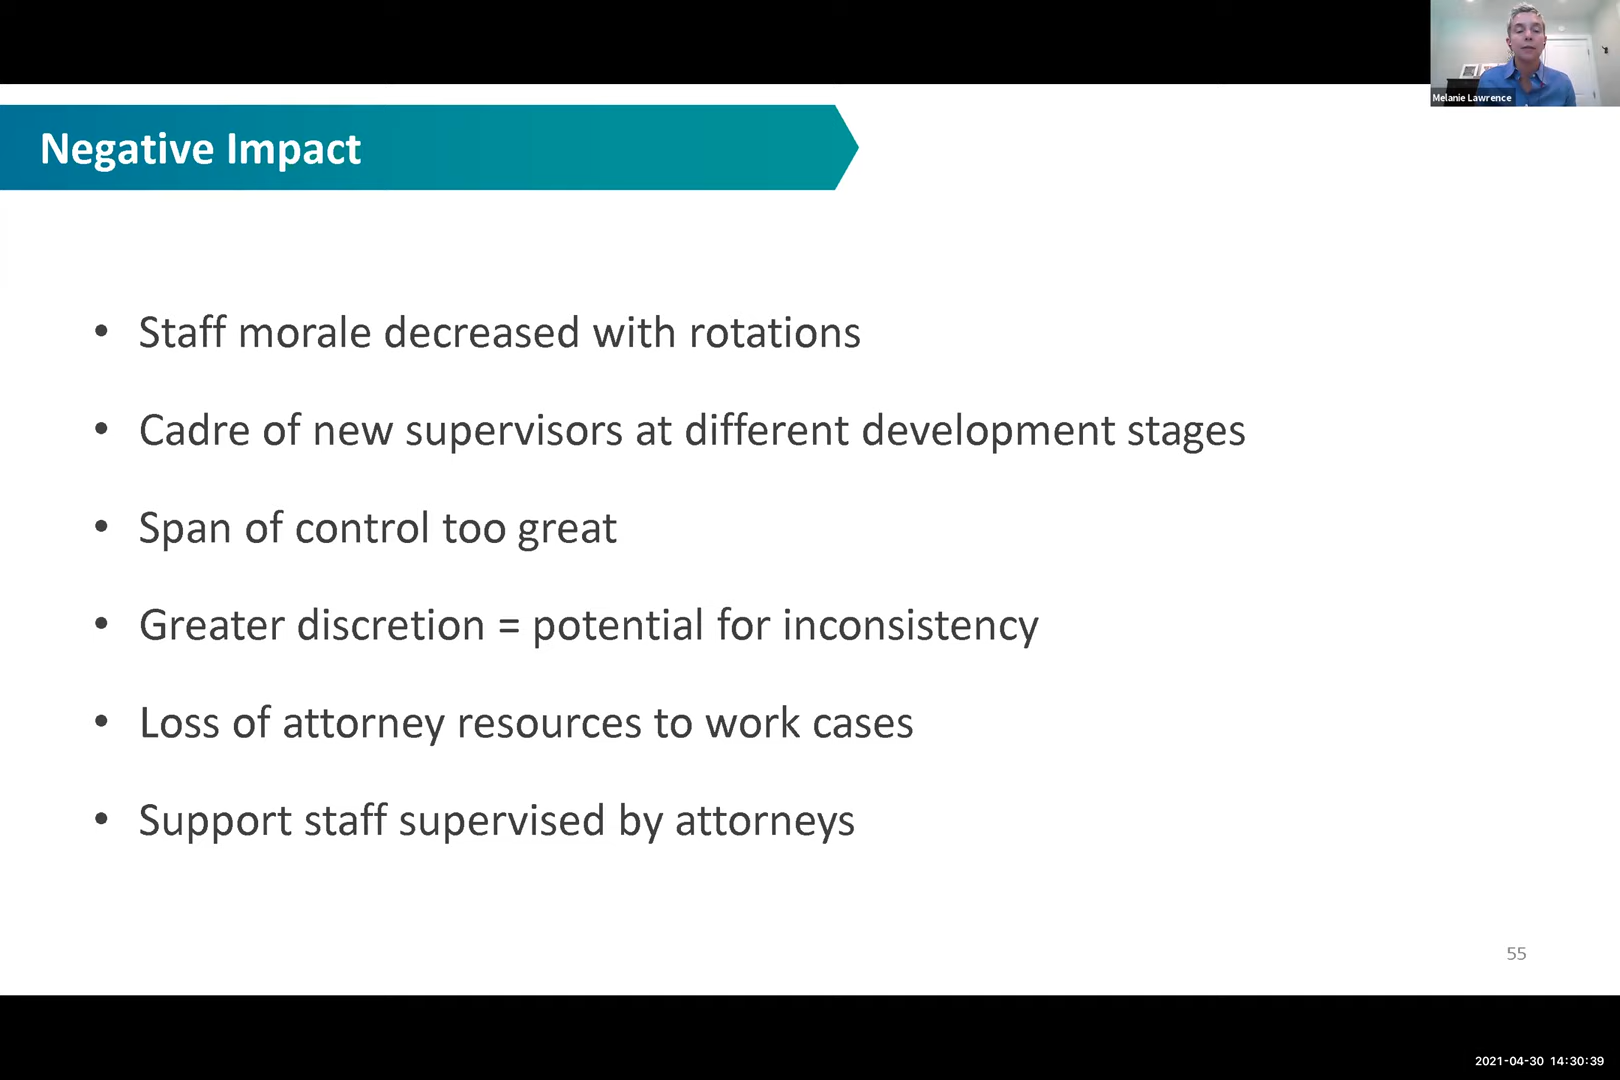 Melanie Lawrence
Negative Impact
• Staff morale decreased with rotations
• Cadre of new supervisors at different development stages
• Span of control too great
• Greater discretion = potential for inconsistency
• Loss of attorney resources to work cases
• Support staff supervised by attorneys
55
2021-04-30 14:30:39